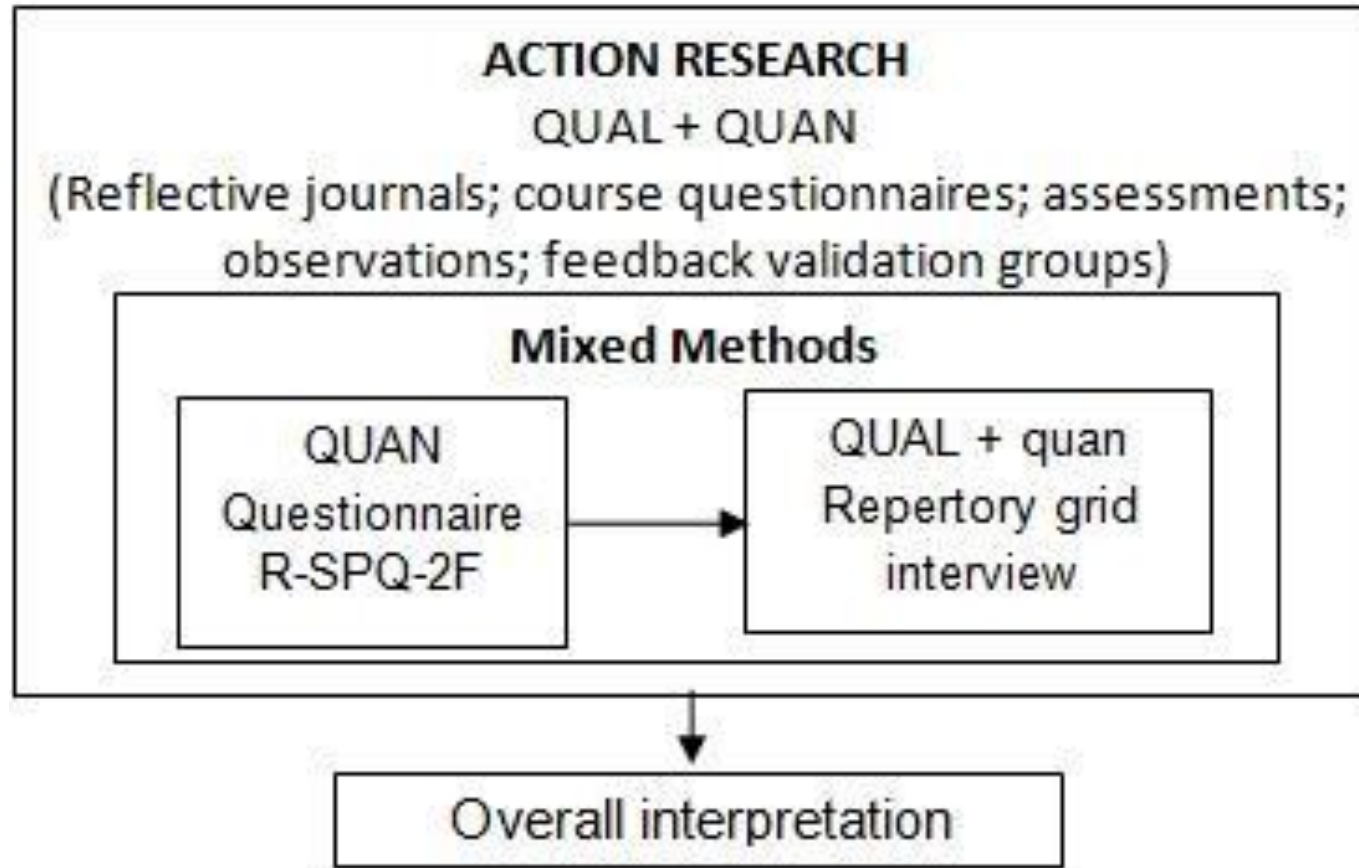 ACTION RESEARCH
QUAL + QUAN
(Reflective journals; course questionnaires; assessments;
observations; feedback validation groups)
Mixed Methods
QUAN
Questionnaire
R-SPQ-2F
QUAL + quan
Repertory grid
interview
Overall interpretation